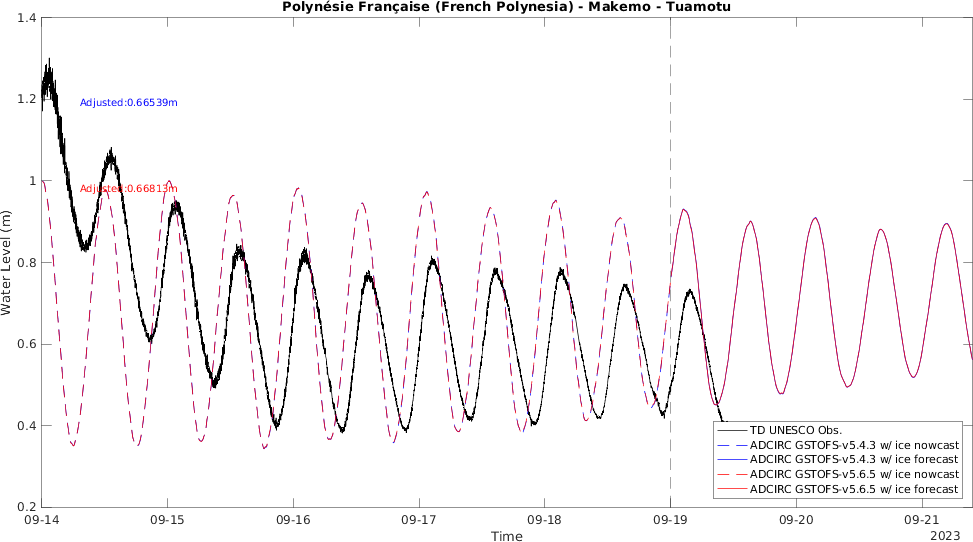 Polynésie Française (French Polynesia) - Makemo - Tuamotu
1.4
1.2
1
0.8
0.6
0.4
0.2
Water Level (m)
Adjusted:0.66539m
Adjusted:0.66813m
TD UNESCO Obs.
ADCIRC GSTOFS-v5.4.3 w/ ice nowcast
ADCIRC GSTOFS-v5.4.3 w/ ice forecast
ADCIRC GSTOFS-v5.6.5 w/ ice nowcast
ADCIRC GSTOFS-v5.6.5 w/ ice forecast
09-14 09-15 09-16 09-17 09-18 09-19 09-20 09-21
Time
2023